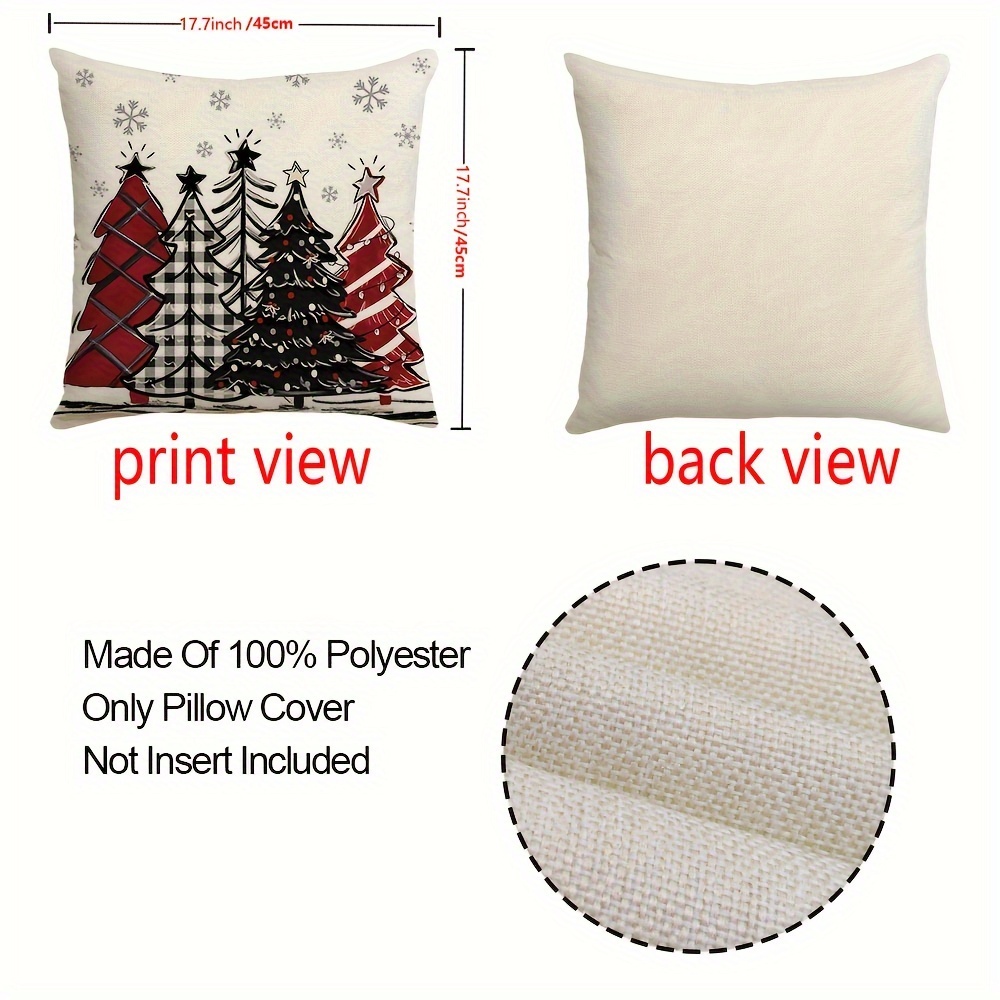 17.7inch /45cm
17.7inch/45cm
print view
back view
Made Of 100% Polyester
Only Pillow Cover
Not Insert Included